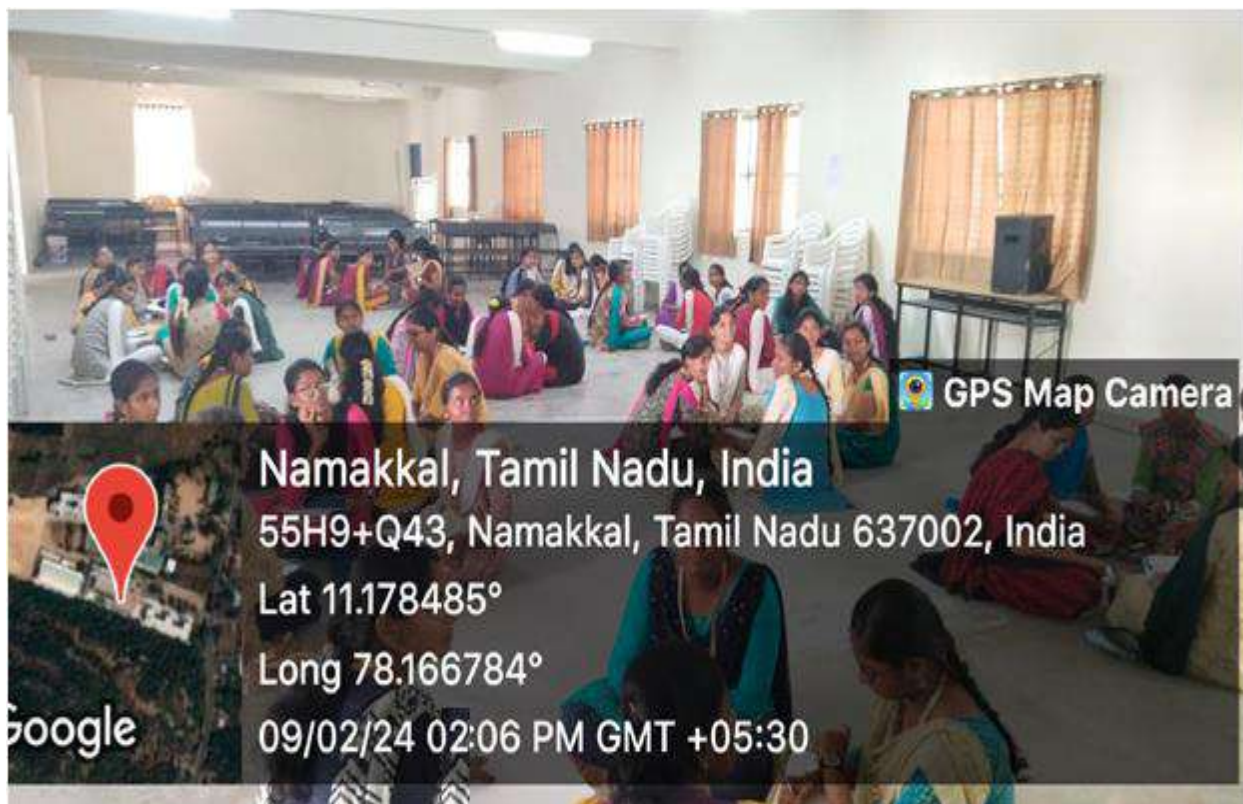 GPS Map Camera
Namakkal, Tamil Nadu, India
55H9+Q43, Namakkal, Tamil Nadu 637002, India
Lat 11.178485°
Long 78.166784°
09/02/24 02:06 PM GMT +05:30
Google